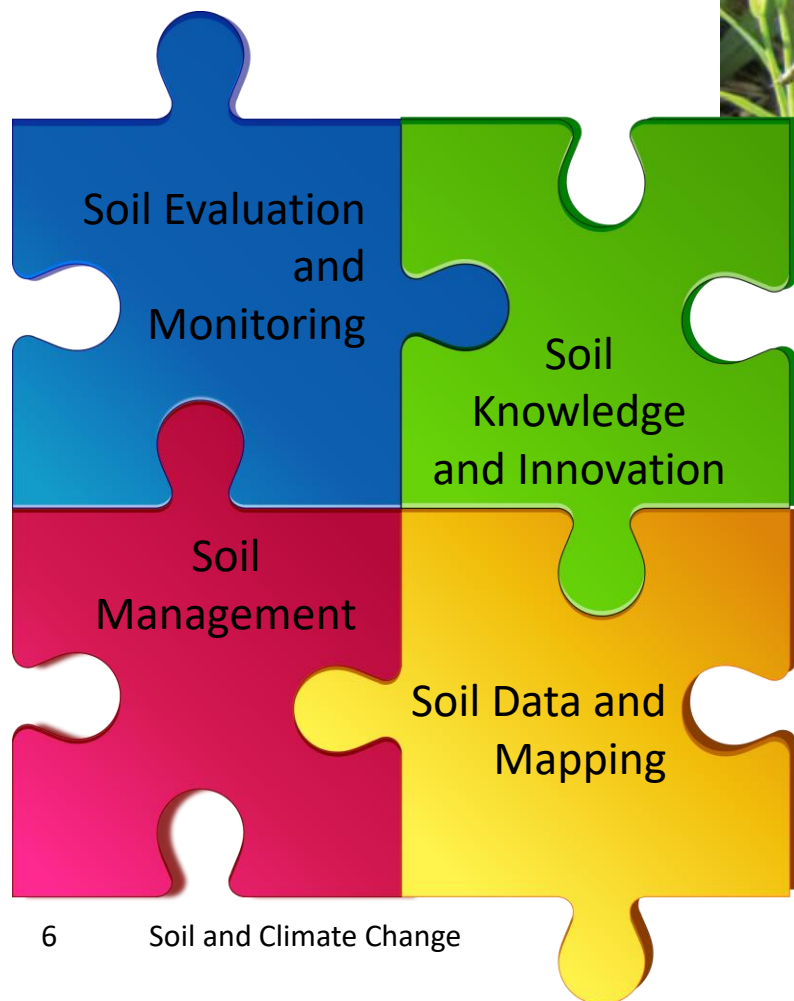 Soil Evaluation
and
Monitoring
Soil
Knowledge
and Innovation
Soil
Management
Soil Data and
Mapping
6 Soil and Climate Change